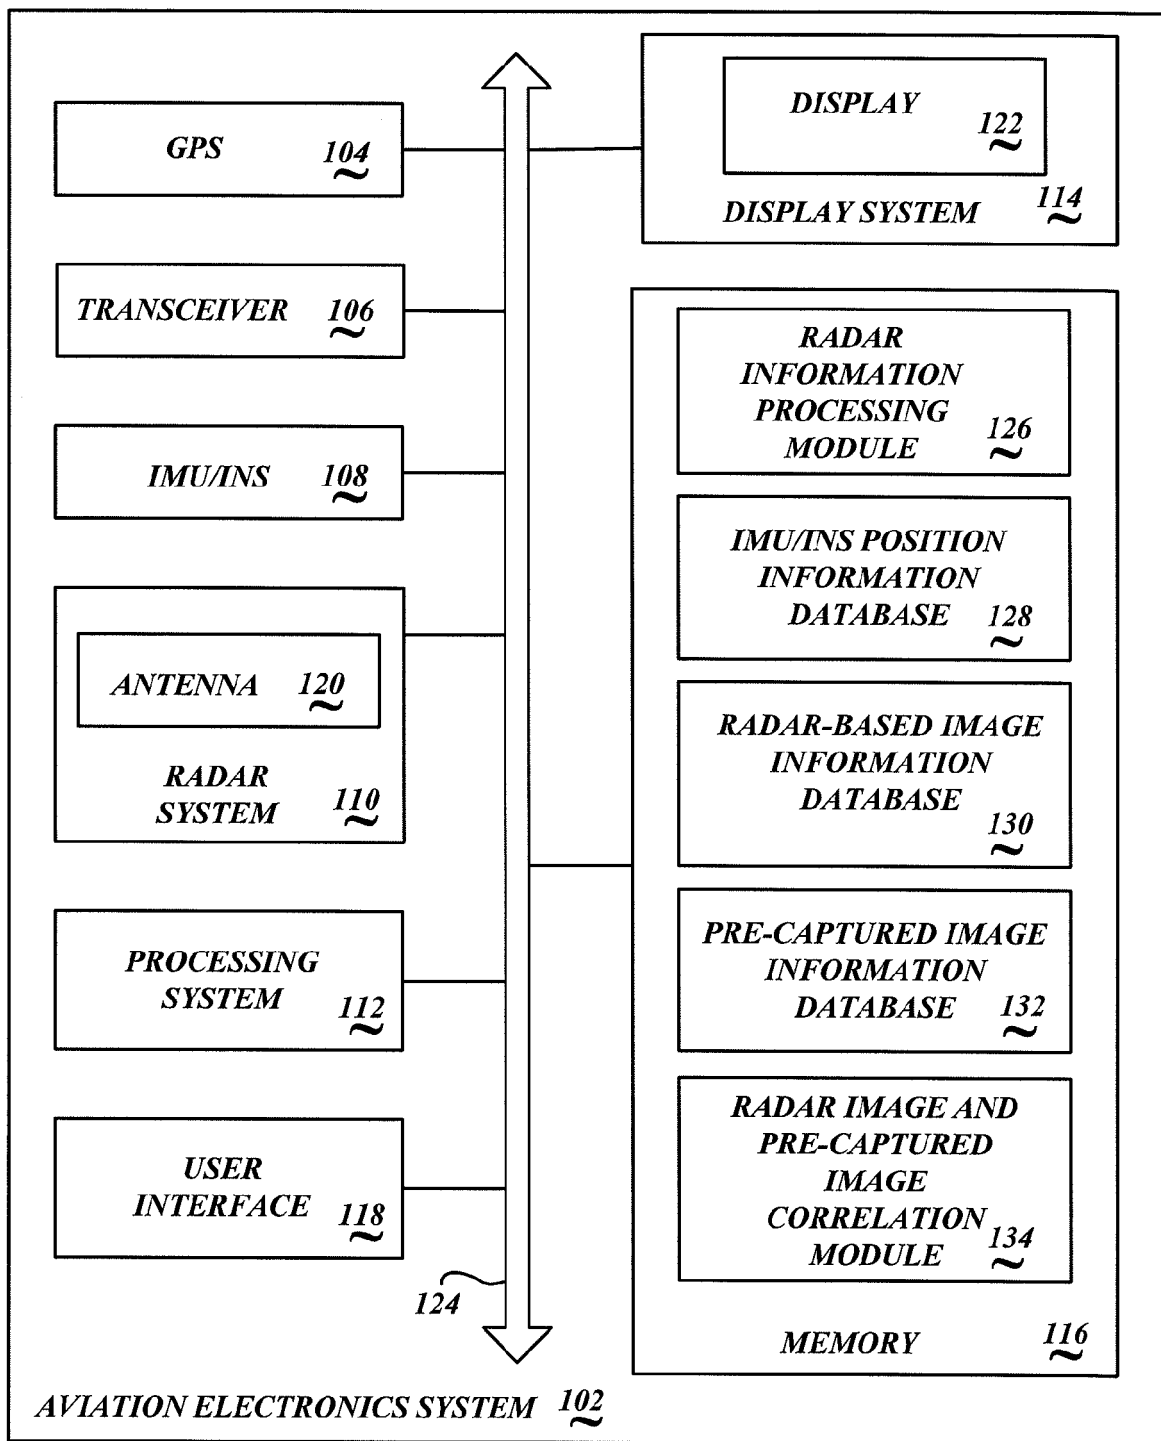 GPS 104
TRANSCEIVER 106
IMU/INS 108
ANTENNA 120
RADAR
SYSTEM 110
PROCESSING
SYSTEM 112
USER
INTERFACE 118
124
DISPLAY
122
DISPLAY SYSTEM 114
RADAR
INFORMATION
PROCESSING
MODULE 126
IMU/INS POSITION
INFORMATION
DATABASE 128
RADAR-BASED IMAGE
INFORMATION
DATABASE 130
PRE-CAPTURED IMAGE
INFORMATION
DATABASE 132
RADAR IMAGE AND
PRE-CAPTURED
IMAGE
CORRELATION
MODULE 134
MEMORY 116
AVIATION ELECTRONICS SYSTEM 102